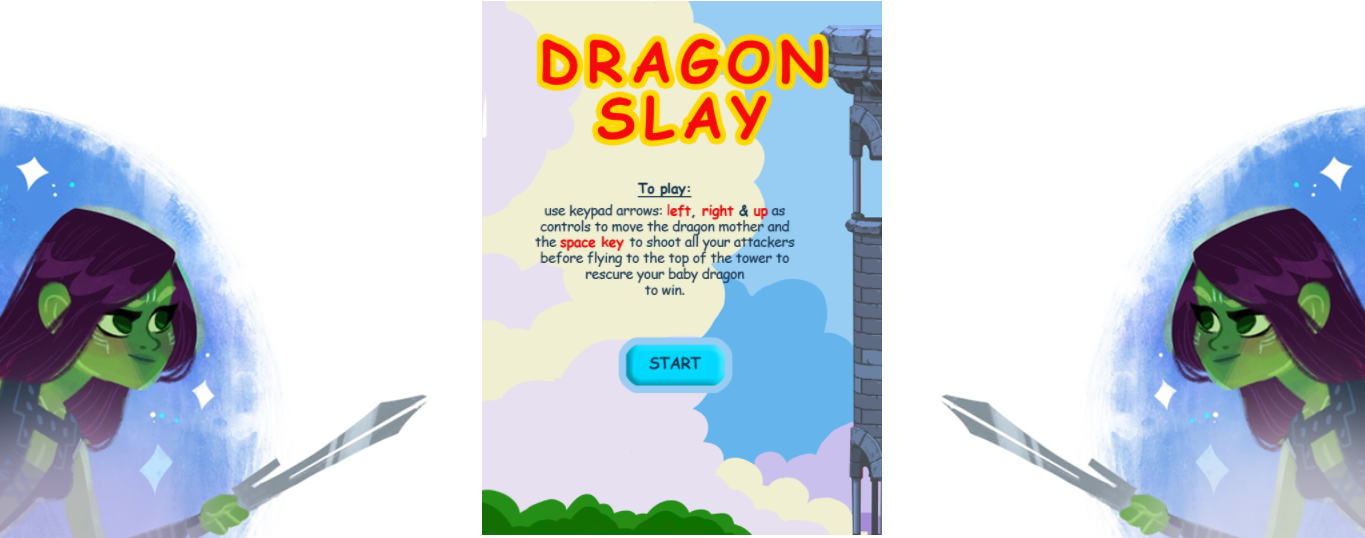 DRAGON
SLAY
To play:
use keypad arrows: left, right & up as
controls to move the dragon mother and
the space key to shoot all your attackers
before flying to the top of the tower to
rescure your baby dragon
to win.
START